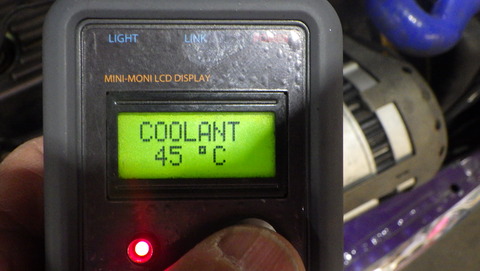 LIGHT LINK
MINI-MONI LCD DISPLAY
COOLANT
45 °C